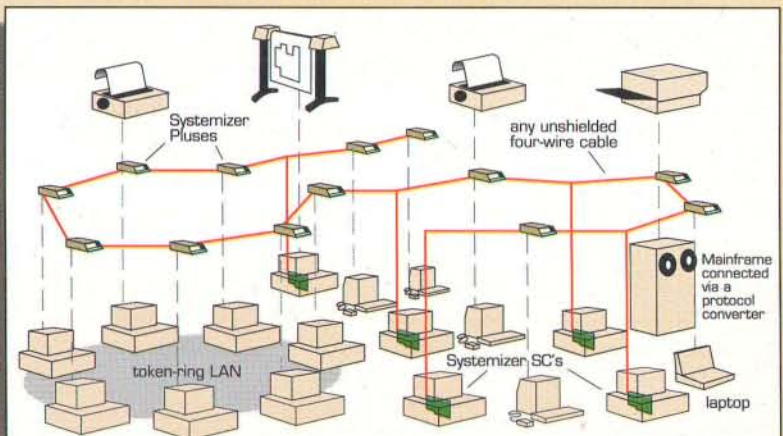 Systemizer
Pluses
any unshielded
four-wire cable
Mainframe
connected
via a
protocol
converter
token-ring LAN
Systemizer SC's
laptop